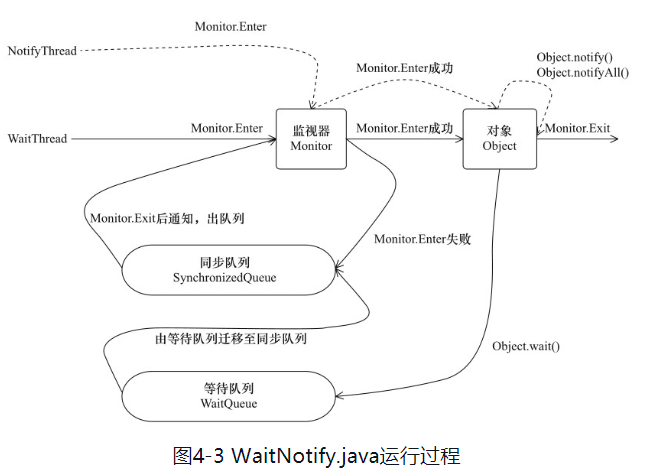 Monitor.Enter
NotifyThread
Object.notify()
Object.notifyAll()
Monitor.Enter成功
WaitThread
Monitor.Enter
监视器
Monitor
Monitor.Enter成功
对象
Object
Monitor.Exit
Monitor.Exit后通知，出队列
Monitor.Enter失败
同步队列
SynchronizedQueue
由等待队列迁移至同步队列
Object.wait()
等待队列
WaitQueue
图4-3 WaitNotify.java运行过程